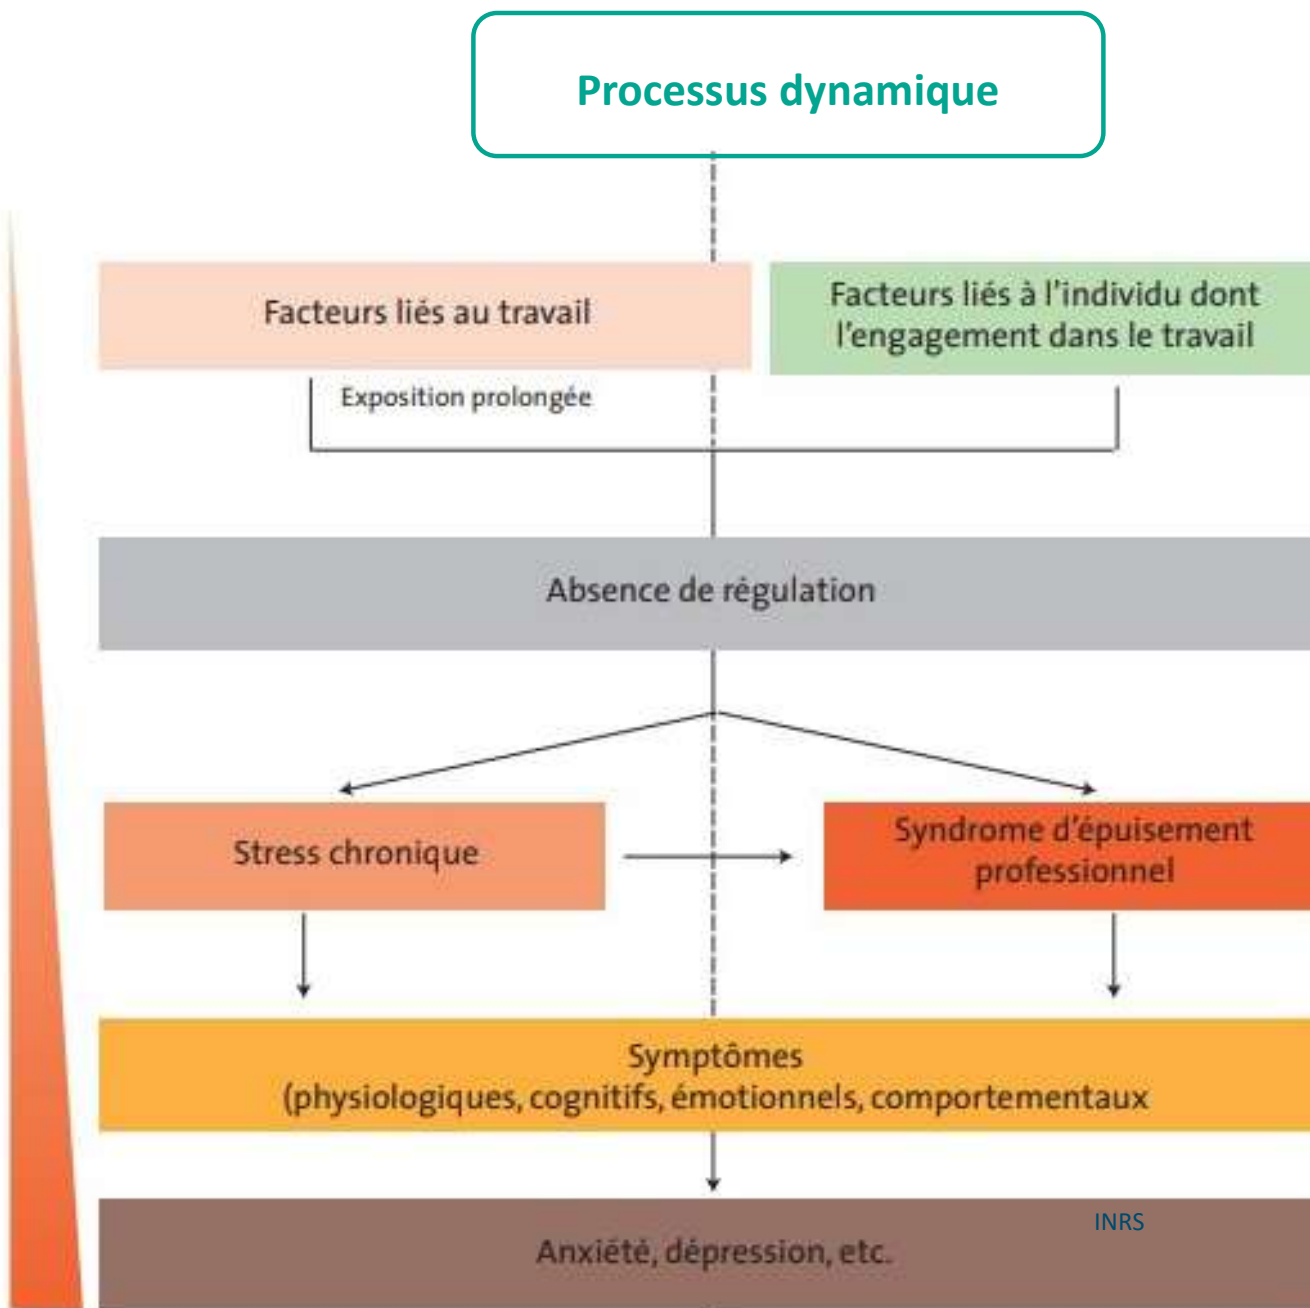 Processus dynamique
Facteurs liés au travail
Facteurs liés à l'individu dont
l'engagement dans le travail
Exposition prolongée
Absence de régulation
Stress chronique
Syndrome d'épuisement
professionnel
Symptômes
(physiologiques, cognitifs, émotionnels, comportementaux
INRS
Anxiété, dépression, etc.